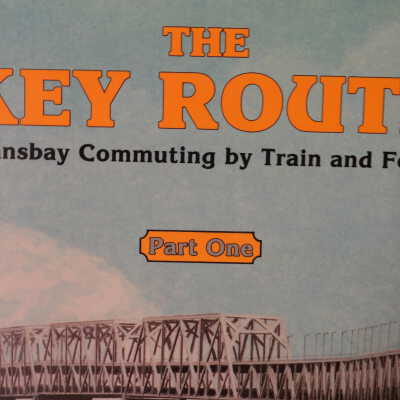 THE
KEY ROUT
nsbay Commuting by Train and Fe
Part One